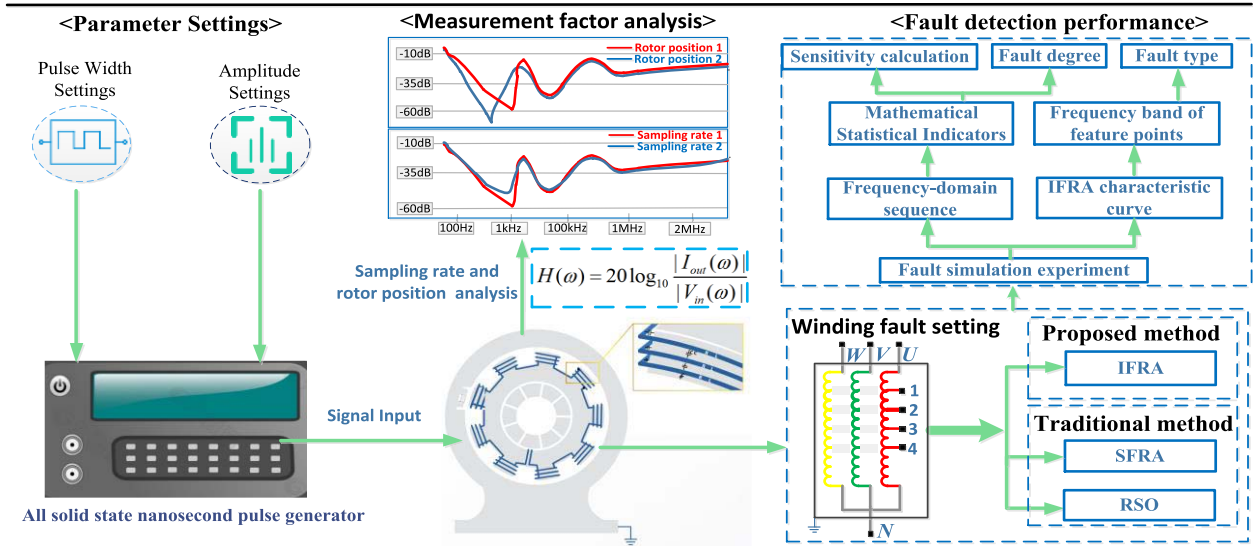 <Parameter Settings>
Pulse Width
Settings
Amplitude
Settings
Signal Input
All solid state nanosecond pulse generator
<Measurement factor analysis>
-10dB
-35dB
-60dB
Rotor position 1
Rotor position 2
-10dB
-35dB
-60dB
Sampling rate 1
Sampling rate 2
100Hz 1kHz 100kHz 1MHz 2MHz
Sampling rate and
rotor position analysis
H(ω) = 20log₁₀ |I_out(ω)| / |V_in(ω)|
<Fault detection performance>
Sensitivity calculation
Fault degree
Fault type
Mathematical
Statistical Indicators
Frequency band of
feature points
Frequency-domain
sequence
IFRA characteristic
curve
Fault simulation experiment
Winding fault setting
W V U
1
2
3
4
N
Proposed method
IFRA
Traditional method
SFRA
RSO